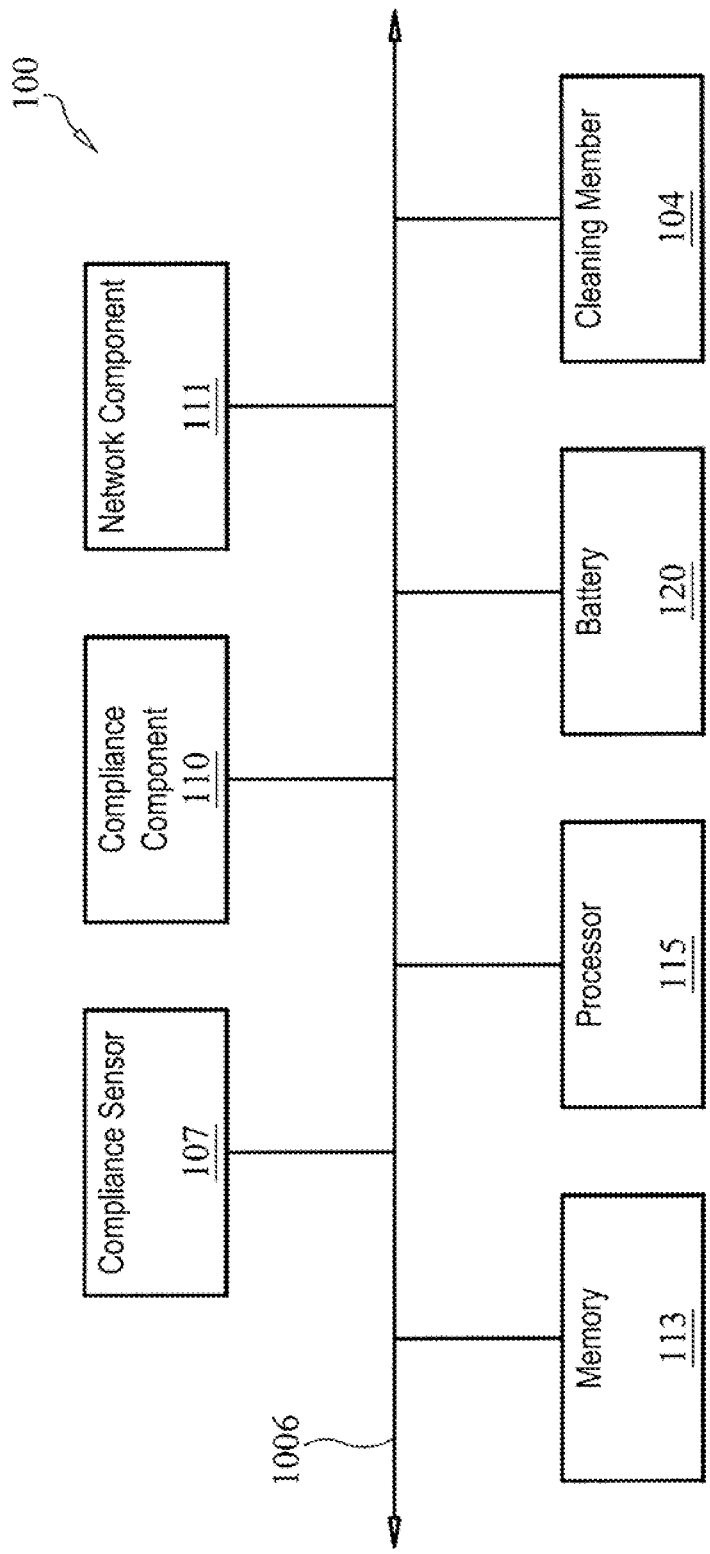 100
Compliance Sensor
107
Compliance
Component
110
Network Component
111
1006
Memory
113
Processor
115
Battery
120
Cleaning Member
104